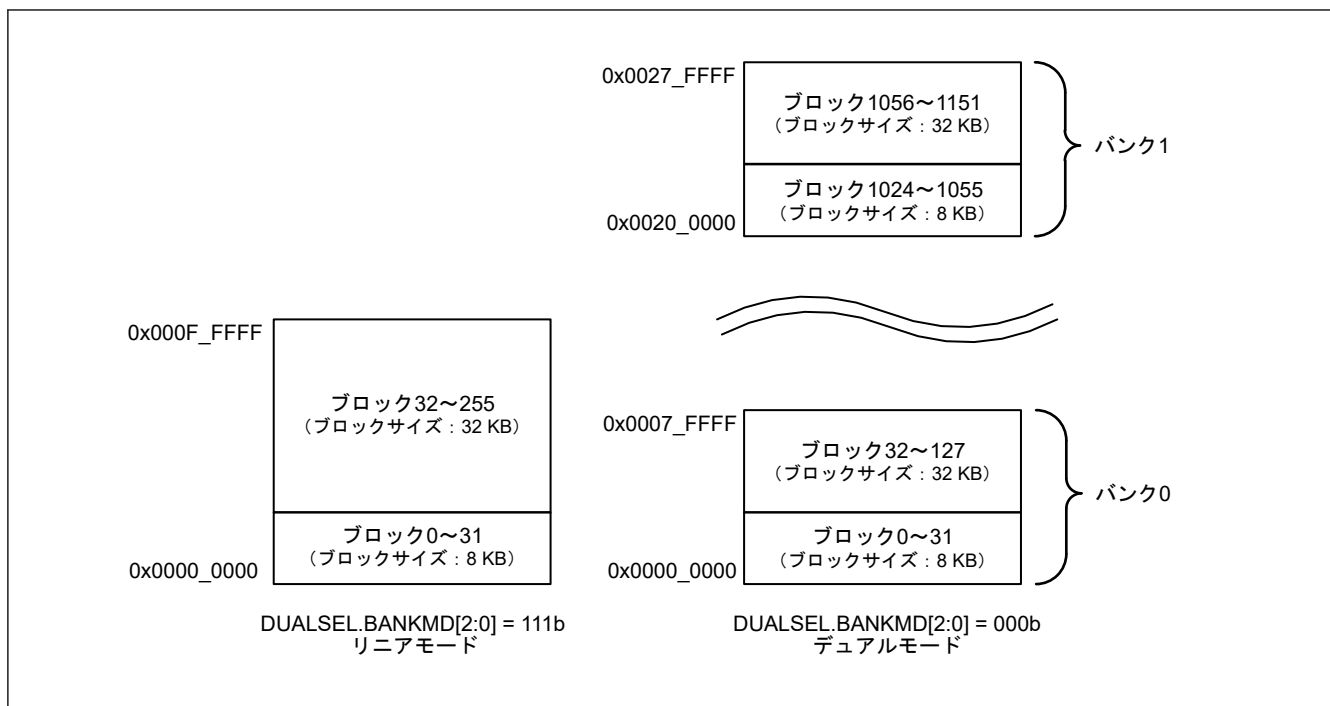 0x0027_FFFF
ブロック1056～1151
（ブロックサイズ：32 KB）
バンク1
ブロック1024～1055
（ブロックサイズ：8 KB）
0x0020_0000
0x000F_FFFF
ブロック32～255
（ブロックサイズ：32 KB）
ブロック0～31
（ブロックサイズ：8 KB）
0x0000_0000
0x0007_FFFF
ブロック32～127
（ブロックサイズ：32 KB）
バンク0
ブロック0～31
（ブロックサイズ：8 KB）
0x0000_0000
DUALSEL.BANKMD[2:0] = 111b
リニアモード
DUALSEL.BANKMD[2:0] = 000b
デュアルモード